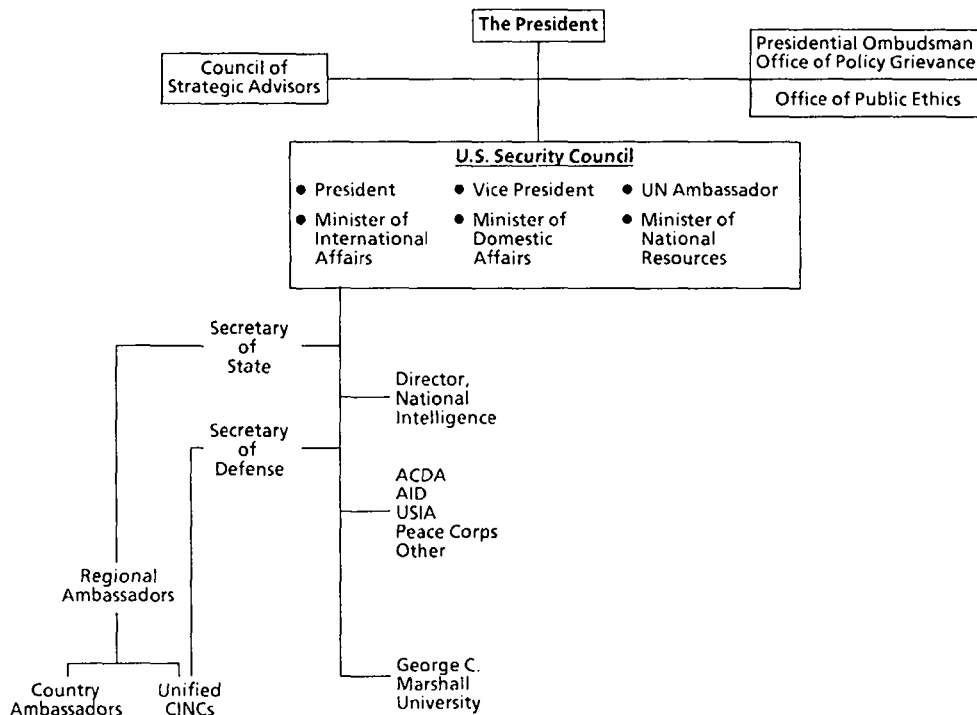 The President
Council of
Strategic Advisors
Presidential Ombudsman
Office of Policy Grievance
Office of Public Ethics
U.S. Security Council
● President
● Vice President
● UN Ambassador
● Minister of
International
Affairs
● Minister of
Domestic
Affairs
● Minister of
National
Resources
Secretary
of
State
Director,
National
Intelligence
Secretary
of
Defense
ACDA
AID
USIA
Peace Corps
Other
Regional
Ambassadors
Country
Ambassadors
Unified
CINCs
George C.
Marshall
University